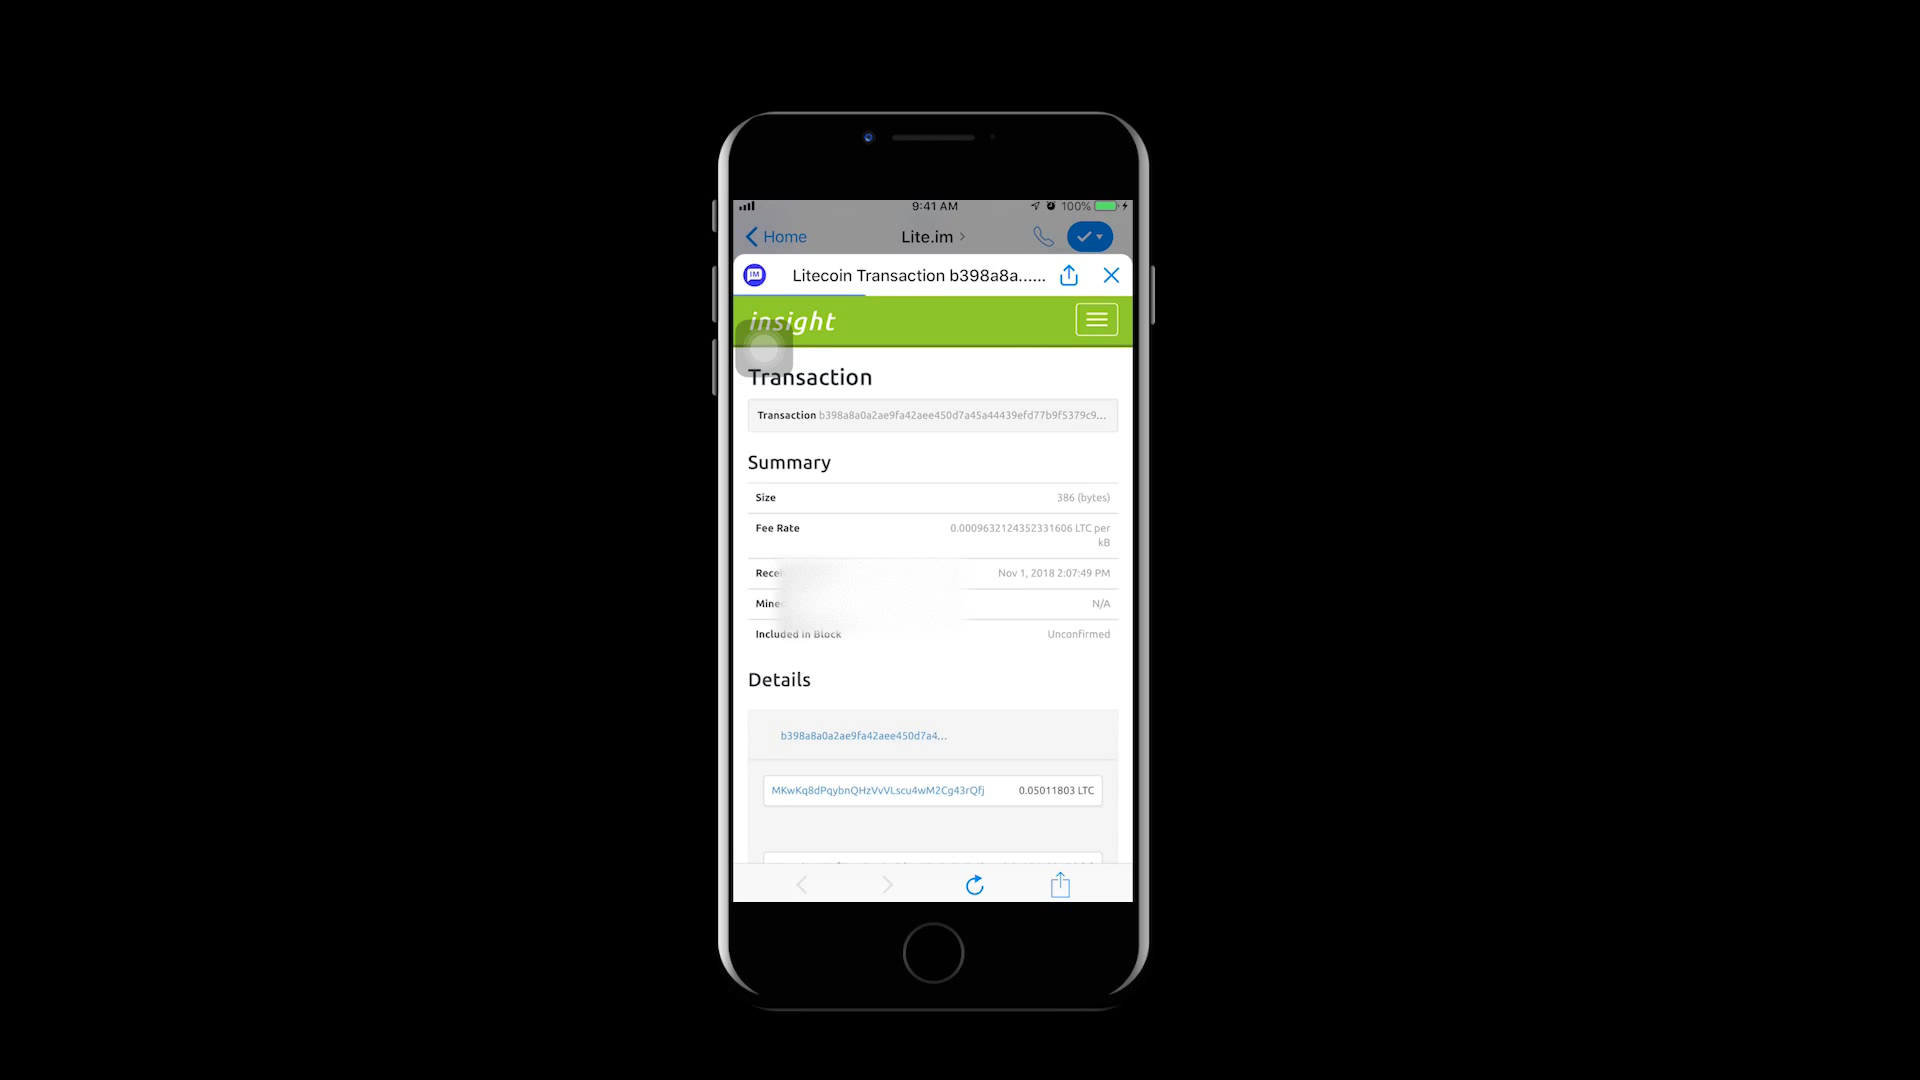 9:41 AM
100%
Home
Lite.im
IM
Litecoin Transaction b398a8a......
insight
Transaction
Transaction b398a8a0a2ae9fa42aee450d7a45a44439efd77b9f5379c9...
Summary
Size 386 (bytes)
Fee Rate 0.0009632124352331606 LTC per
kB
Nov 1, 2018 2:07:49 PM
N/A
Included in Block Unconfirmed
Details
b398a8a0a2ae9fa42aee450d7a4...
MKwKq8dPqybnQHzVvVLscu4wM2Cg43rQfj 0.05011803 LTC